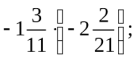 - 1 3/11 · (- 2 2/21) ;